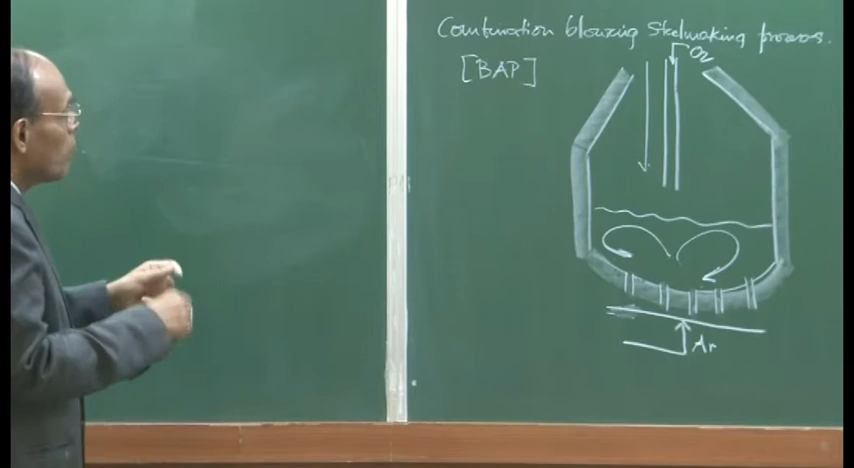 Combination blowing Steelmaking process.
[BAP]
O2
Ar